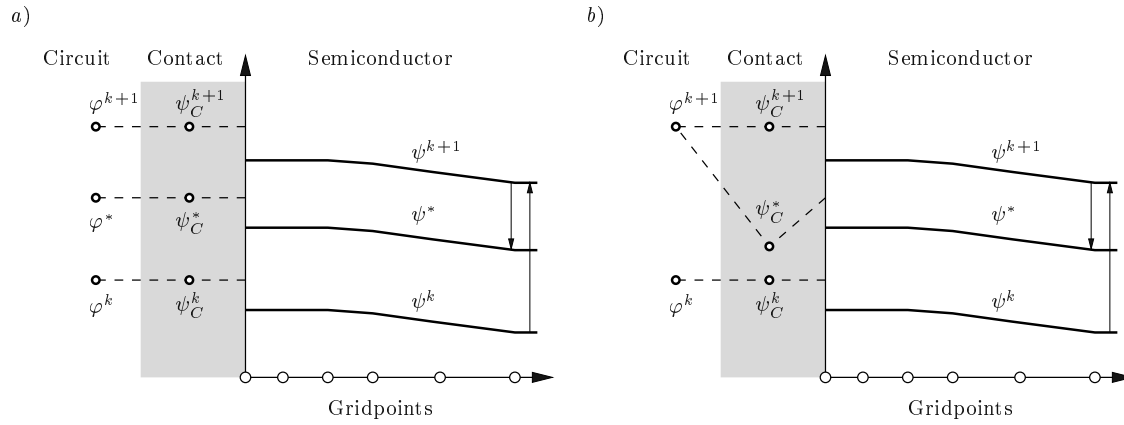 a) b)
Circuit Contact Semiconductor Circuit Contact Semiconductor
φ^{k+1} ψ_C^{k+1} φ^{k+1} ψ_C^{k+1}
ψ^{k+1} ψ^{k+1}
φ^* ψ_C^* ψ^* ψ_C^* ψ^*
φ^k ψ_C^k ψ^k φ^k ψ_C^k ψ^k
Gridpoints Gridpoints